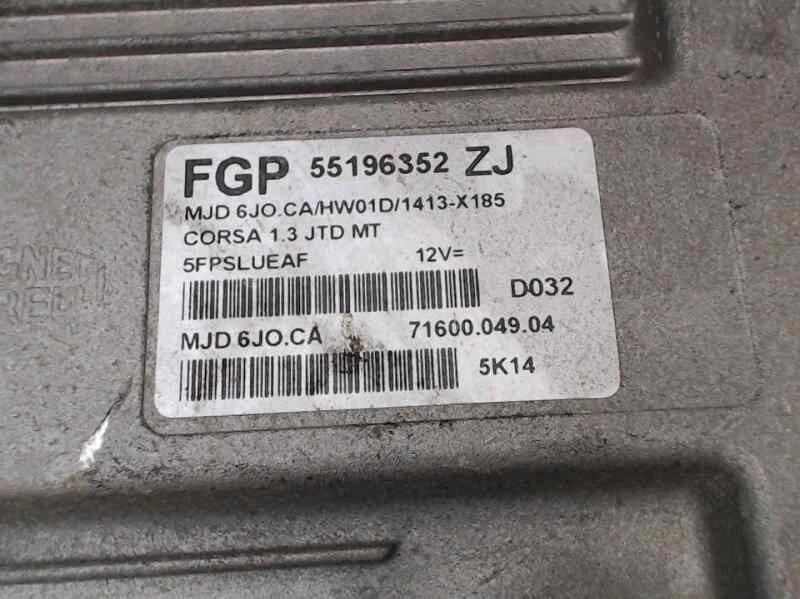 FGP 55196352 ZJ
MJD 6JO.CA/HW01D/1413-X185
CORSA 1.3 JTD MT
5FPSLUEAF 12V=
D032
MJD 6JO.CA 71600.049.04
5K14